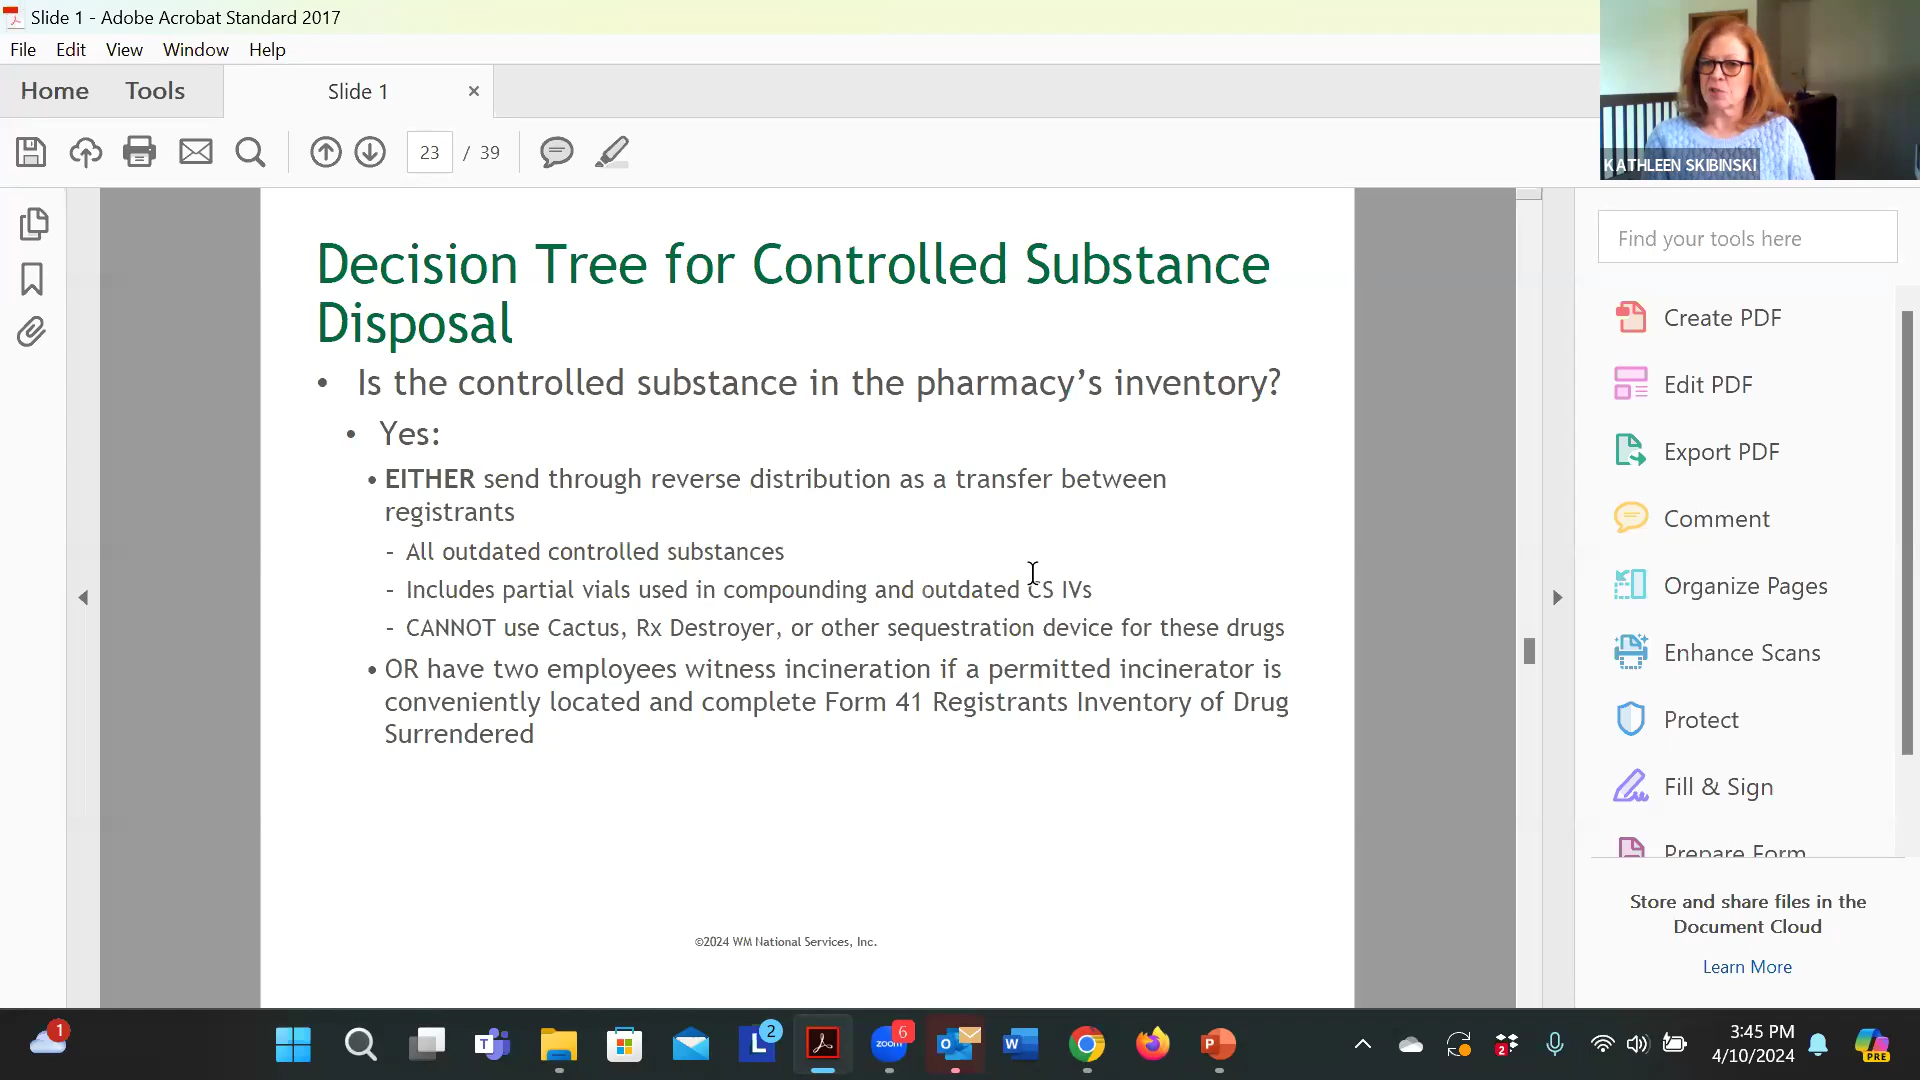 Slide 1 - Adobe Acrobat Standard 2017
File Edit View Window Help
Home Tools Slide 1 ×
23 / 39
KATHLEEN SKIBINSKI
Decision Tree for Controlled Substance
Disposal
• Is the controlled substance in the pharmacy’s inventory?
• Yes:
• EITHER send through reverse distribution as a transfer between
registrants
- All outdated controlled substances
- Includes partial vials used in compounding and outdated CS IVs
- CANNOT use Cactus, Rx Destroyer, or other sequestration device for these drugs
• OR have two employees witness incineration if a permitted incinerator is
conveniently located and complete Form 41 Registrants Inventory of Drug
Surrendered
©2024 WM National Services, Inc.
Find your tools here
Create PDF
Edit PDF
Export PDF
Comment
Organize Pages
Enhance Scans
Protect
Fill & Sign
Prepare Form
Store and share files in the
Document Cloud
Learn More
1
T
L
2
zoom
6
O
W
P
2
3:45 PM
4/10/2024
PRE